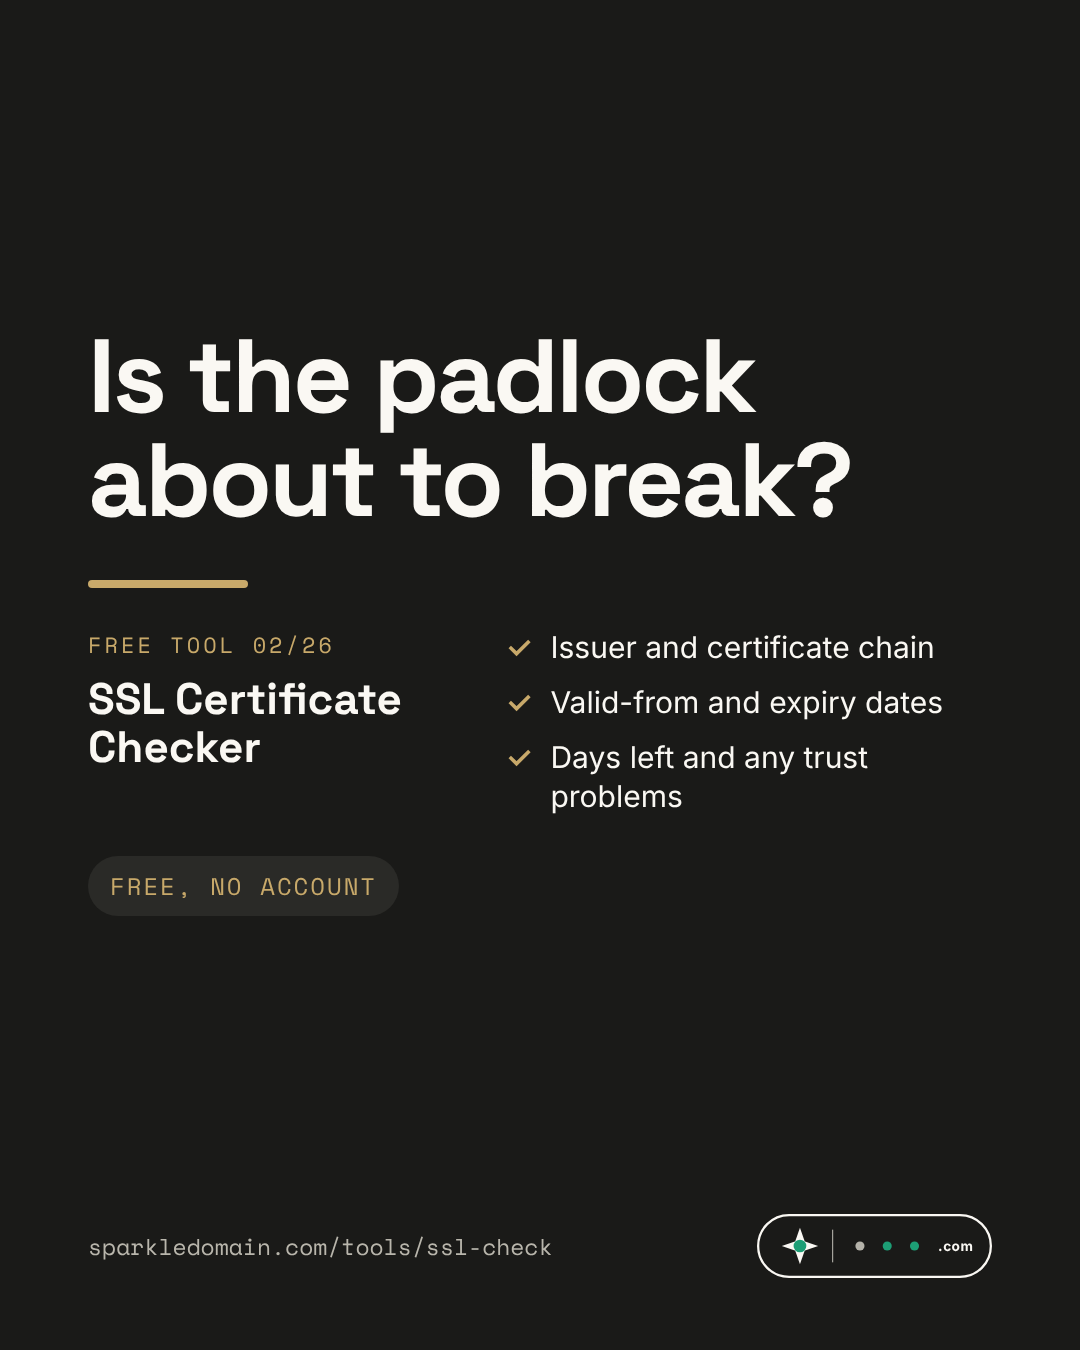 Is the padlock
about to break?
FREE TOOL 02/26
SSL Certificate
Checker
Issuer and certificate chain
Valid-from and expiry dates
Days left and any trust
problems
FREE, NO ACCOUNT
sparkledomain.com/tools/ssl-check
.com